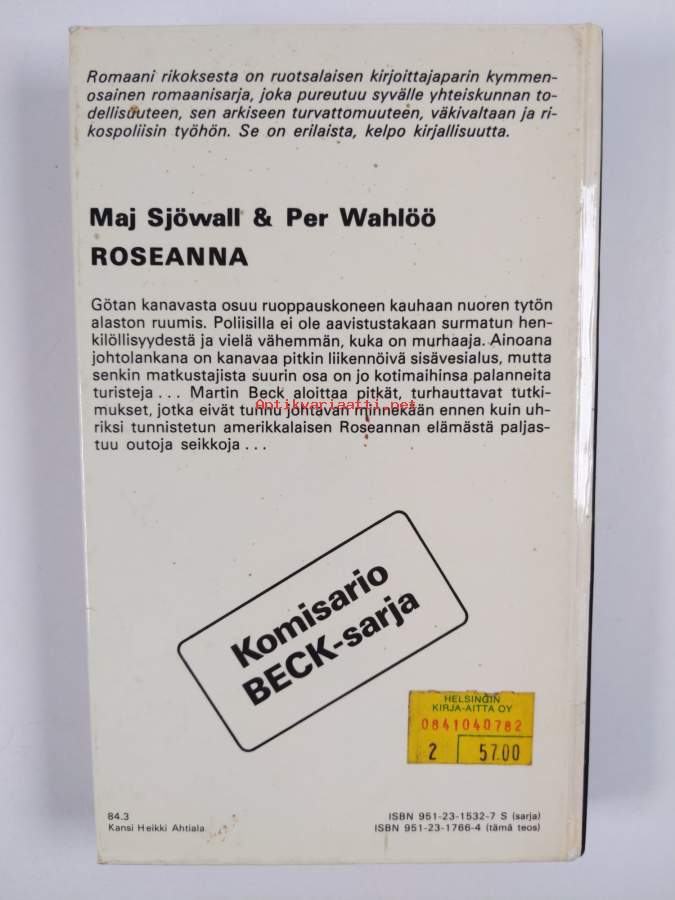 Romaani rikoksesta on ruotsalaisen kirjoittajaparin kymmen-
osainen romaanisarja, joka pureutuu syvälle yhteiskunnan to-
dellisuuteen, sen arkiseen turvattomuuteen, väkivaltaan ja ri-
kospoliisin työhön. Se on erilaista, kelpo kirjallisuutta.
Maj Sjöwall & Per Wahlöö
ROSEANNA
Götan kanavasta osuu ruoppauskoneen kauhaan nuoren tytön
alaston ruumis. Poliisilla ei ole aavistustakaan surmatun hen-
kilöllisyydestä ja vielä vähemmän, kuka on murhaaja. Ainoana
johtolankana on kanavaa pitkin liikennöivä sisävesialus, mutta
senkin matkustajista suurin osa on jo kotimaihinsa palanneita
turisteja . . . Martin Beck aloittaa pitkät, turhauttavat tutki-
mukset, jotka eivät tunnu johtavan minnekään ennen kuin uh-
riksi tunnistetun amerikkalaisen Roseannan elämästä paljas-
tuu outoja seikkoja . . .
Antikvariaatti.net
Komisario
BECK-sarja
HELSINGIN
KIRJA-AITTA OY
0841040782
2 57.00
84.3
Kansi Heikki Ahtiala
ISBN 951-23-1532-7 S (sarja)
ISBN 951-23-1766-4 (tämä teos)